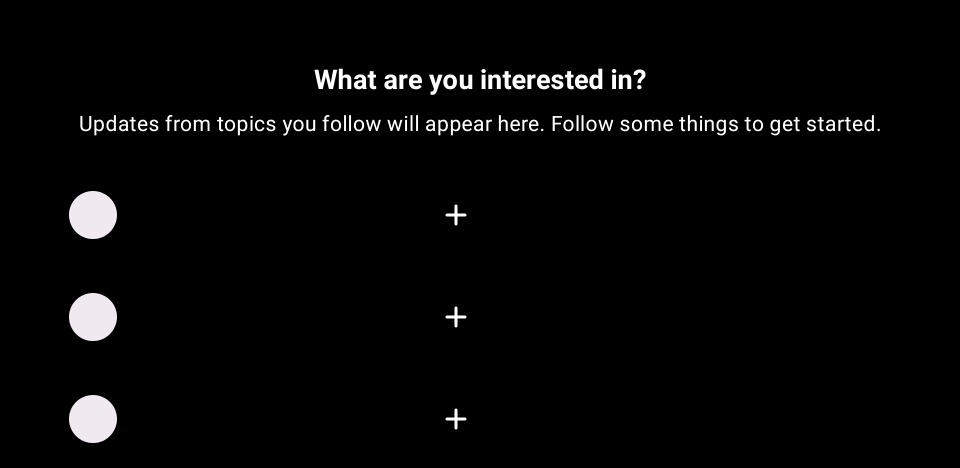 What are you interested in?
Updates from topics you follow will appear here. Follow some things to get started.